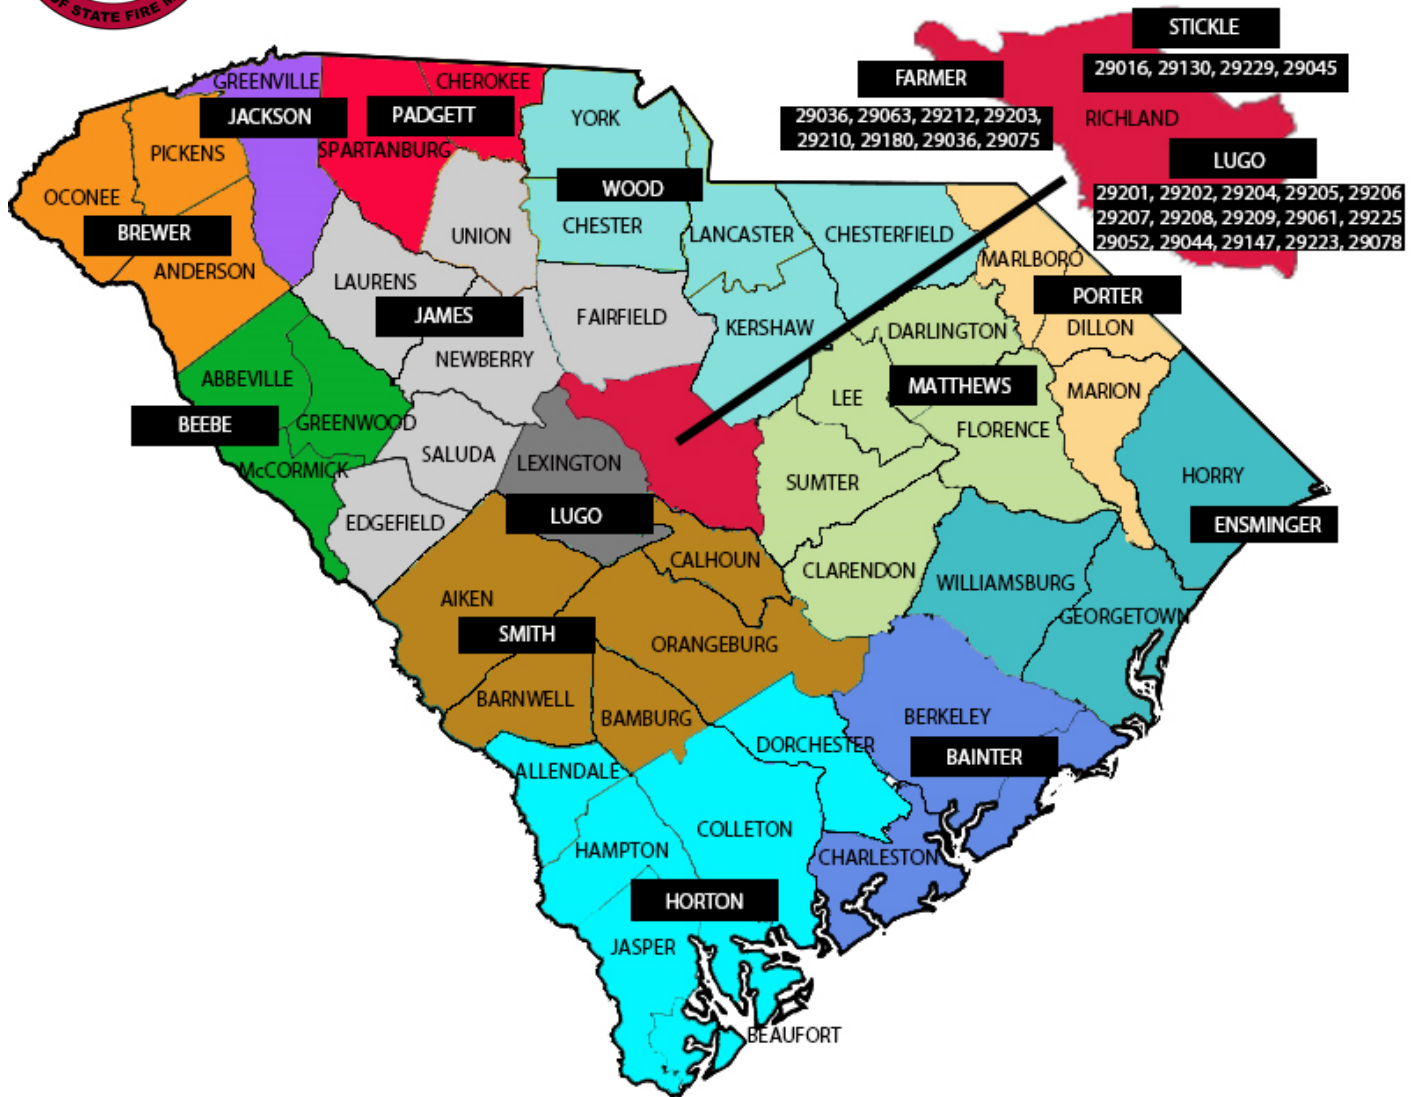 OF STATE FIRE M
STICKLE
29016, 29130, 29229, 29045
FARMER
29036, 29063, 29212, 29203,
29210, 29180, 29036, 29075
RICHLAND
LUGO
29201, 29202, 29204, 29205, 29206
29207, 29208, 29209, 29061, 29225
29052, 29044, 29147, 29223, 29078
GREENVILLE
CHEROKEE
JACKSON
PADGETT
YORK
PICKENS
SPARTANBURG
OCONEE
WOOD
BREWER
UNION
CHESTER
LANCASTER
CHESTERFIELD
ANDERSON
MARLBORO
LAURENS
PORTER
JAMES
FAIRFIELD
KERSHAW
DARLINGTON
DILLON
NEWBERRY
ABBEVILLE
MATTHEWS
MARION
LEE
BEEBE
GREENWOOD
FLORENCE
SALUDA
LEXINGTON
McCORMICK
SUMTER
HORRY
EDGEFIELD
LUGO
ENSMINGER
CALHOUN
CLARENDON
WILLIAMSBURG
AIKEN
GEORGETOWN
SMITH
ORANGEBURG
BARNWELL
BAMBURG
BERKELEY
DORCHESTER
BAINTER
ALLENDALE
COLLETON
HAMPTON
CHARLESTON
HORTON
JASPER
BEAUFORT